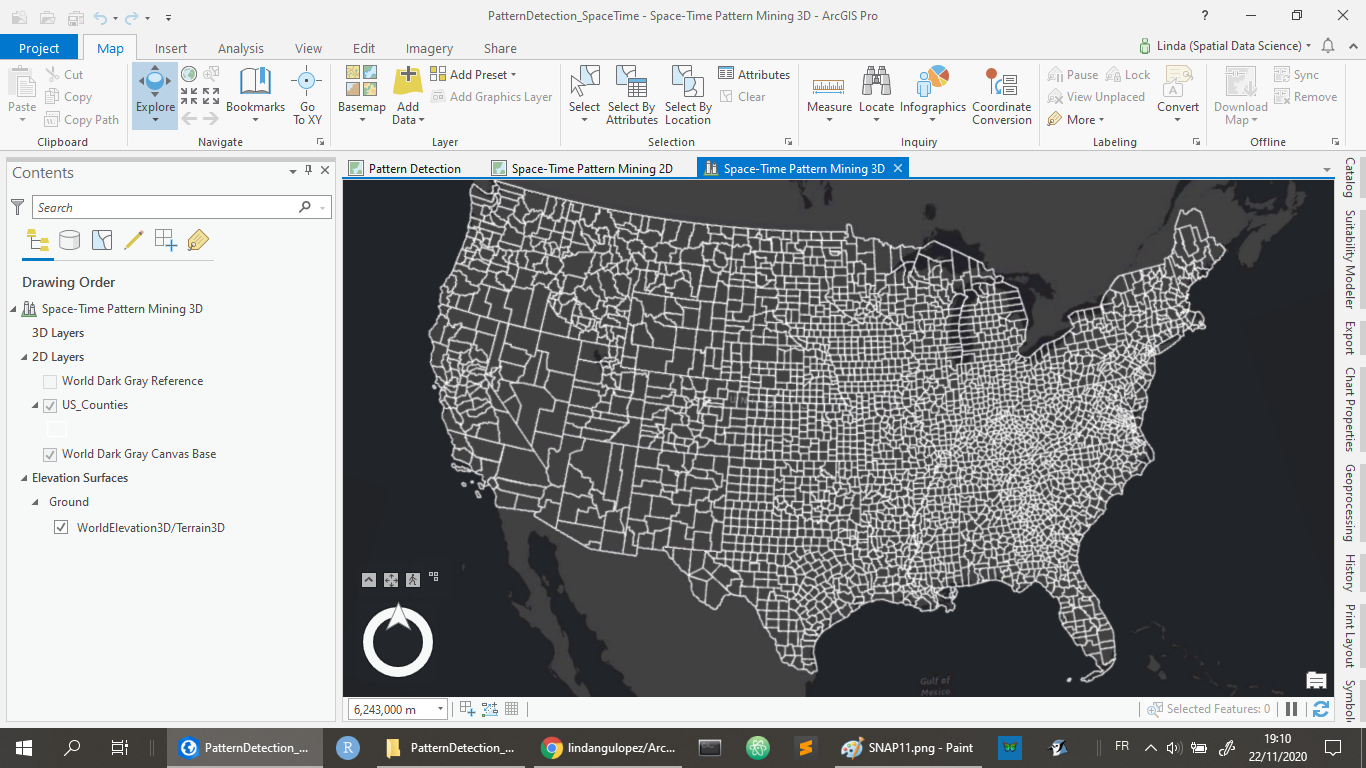 PatternDetection_SpaceTime - Space-Time Pattern Mining 3D - ArcGIS Pro
?
Project Map Insert Analysis View Edit Imagery Share
Linda (Spatial Data Science)
Paste
Cut
Copy
Copy Path
Clipboard
Explore
Bookmarks
Go
To XY
Navigate
Basemap
Add
Data
Add Preset
Add Graphics Layer
Layer
Select
Select By
Attributes
Select By
Location
Attributes
Clear
Selection
Measure
Locate
Infographics
Coordinate
Conversion
Inquiry
Pause
Lock
View Unplaced
More
Convert
Labeling
Download
Map
Sync
Remove
Offline
Contents
Search
Drawing Order
Space-Time Pattern Mining 3D
3D Layers
2D Layers
World Dark Gray Reference
US_Counties
World Dark Gray Canvas Base
Elevation Surfaces
Ground
WorldElevation3D/Terrain3D
Pattern Detection
Space-Time Pattern Mining 2D
Space-Time Pattern Mining 3D
Gulf of
Mexico
6,243,000 m
Selected Features: 0
Catalog
Suitability Modeler
Export
Chart Properties
Geoprocessing
History
Print Layout
PatternDetection_...
R
PatternDetection_...
lindangulopez/Arc...
SNAP11.png - Paint
FR
19:10
22/11/2020